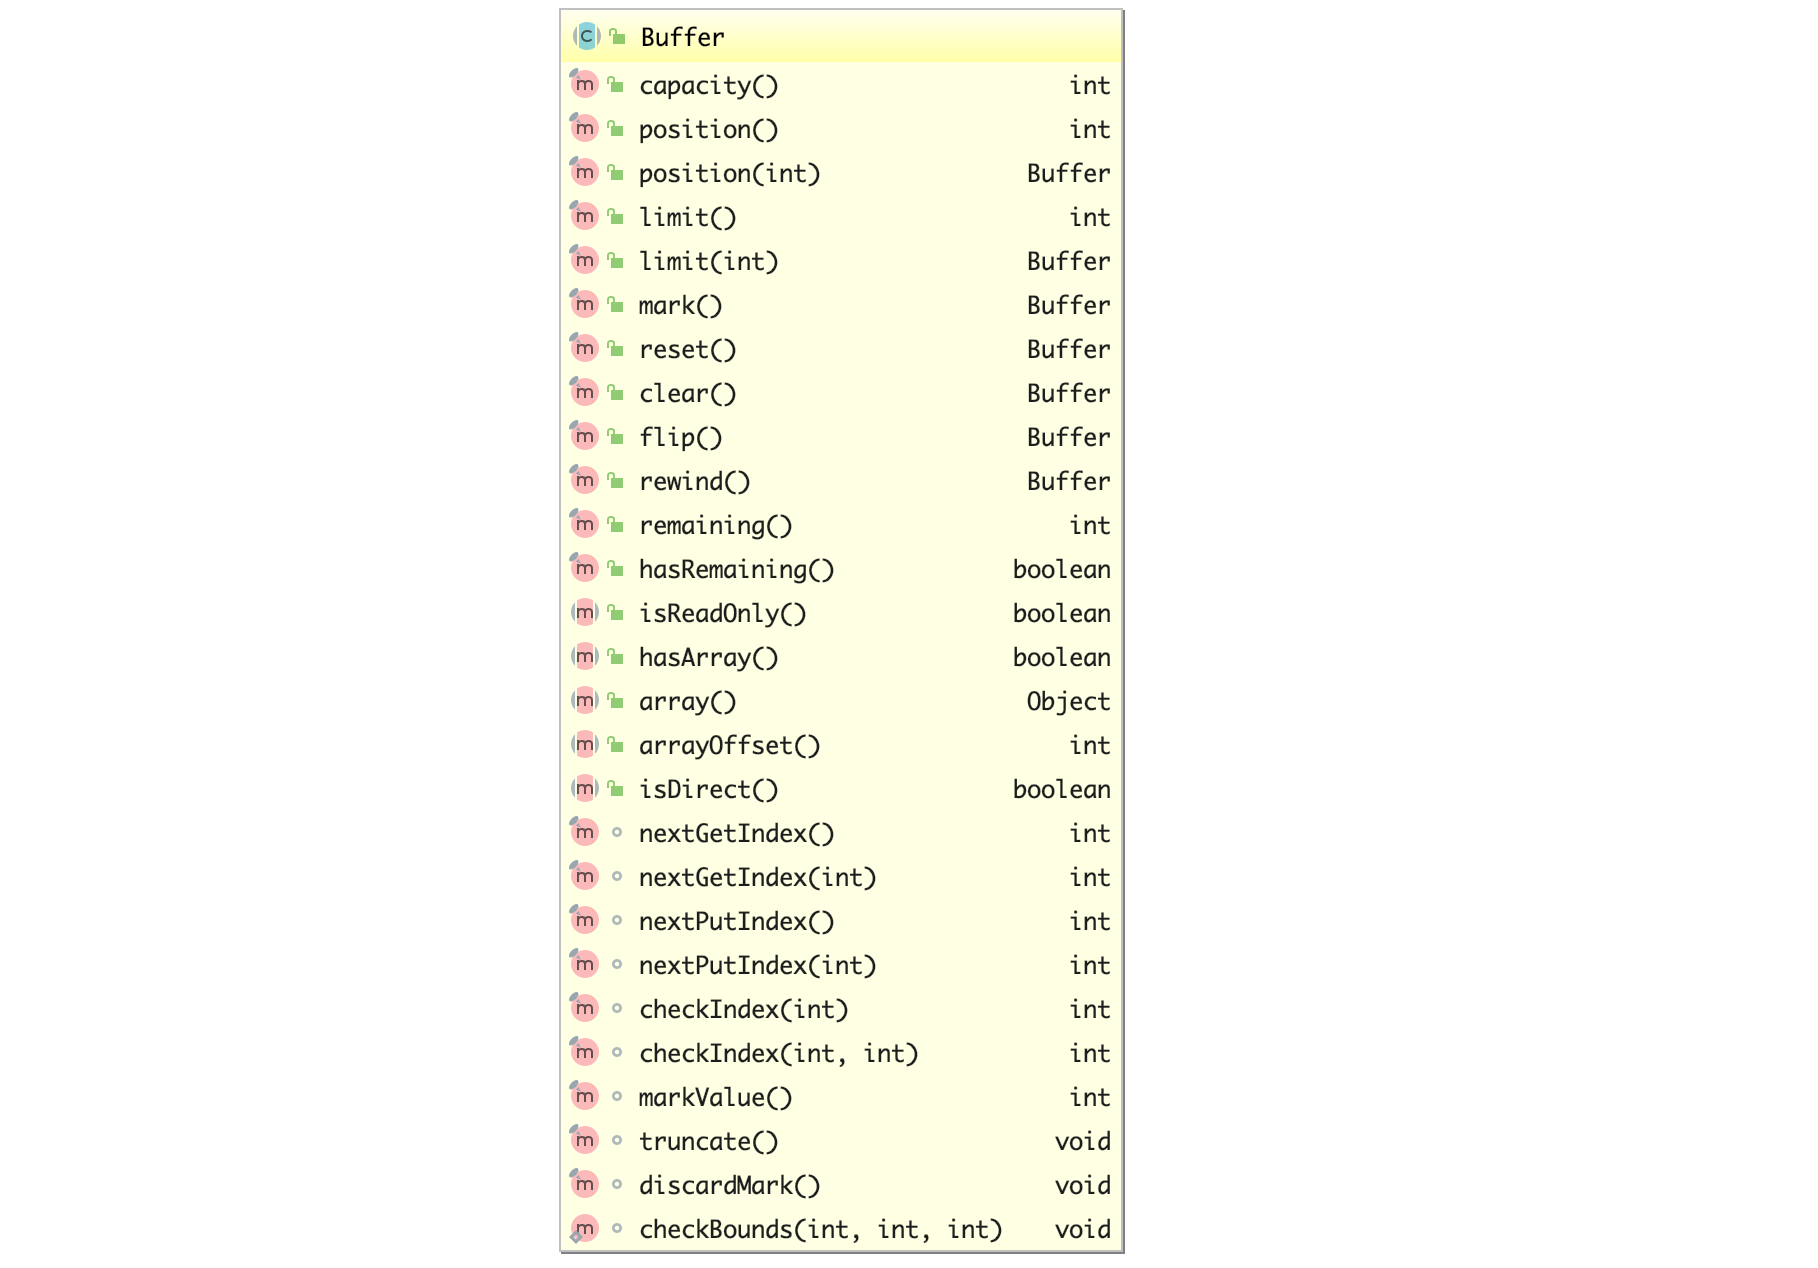 Buffer
capacity() int
position() int
position(int) Buffer
limit() int
limit(int) Buffer
mark() Buffer
reset() Buffer
clear() Buffer
flip() Buffer
rewind() Buffer
remaining() int
hasRemaining() boolean
isReadOnly() boolean
hasArray() boolean
array() Object
arrayOffset() int
isDirect() boolean
nextGetIndex() int
nextGetIndex(int) int
nextPutIndex() int
nextPutIndex(int) int
checkIndex(int) int
checkIndex(int, int) int
markValue() int
truncate() void
discardMark() void
checkBounds(int, int, int) void